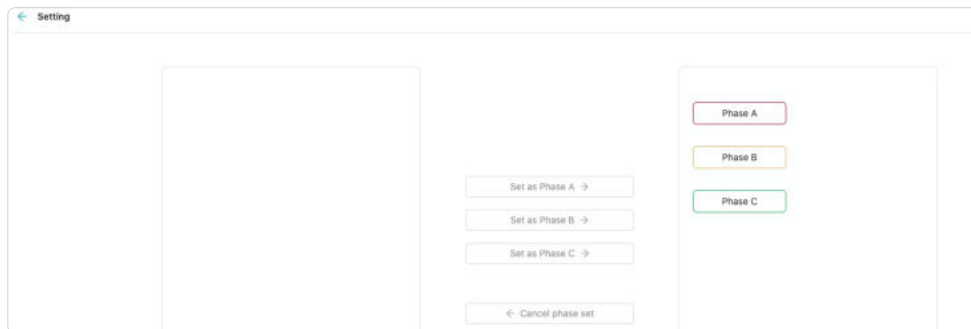 ← Setting
Phase A
Phase B
Set as Phase A →
Phase C
Set as Phase B →
Set as Phase C →
← Cancel phase set